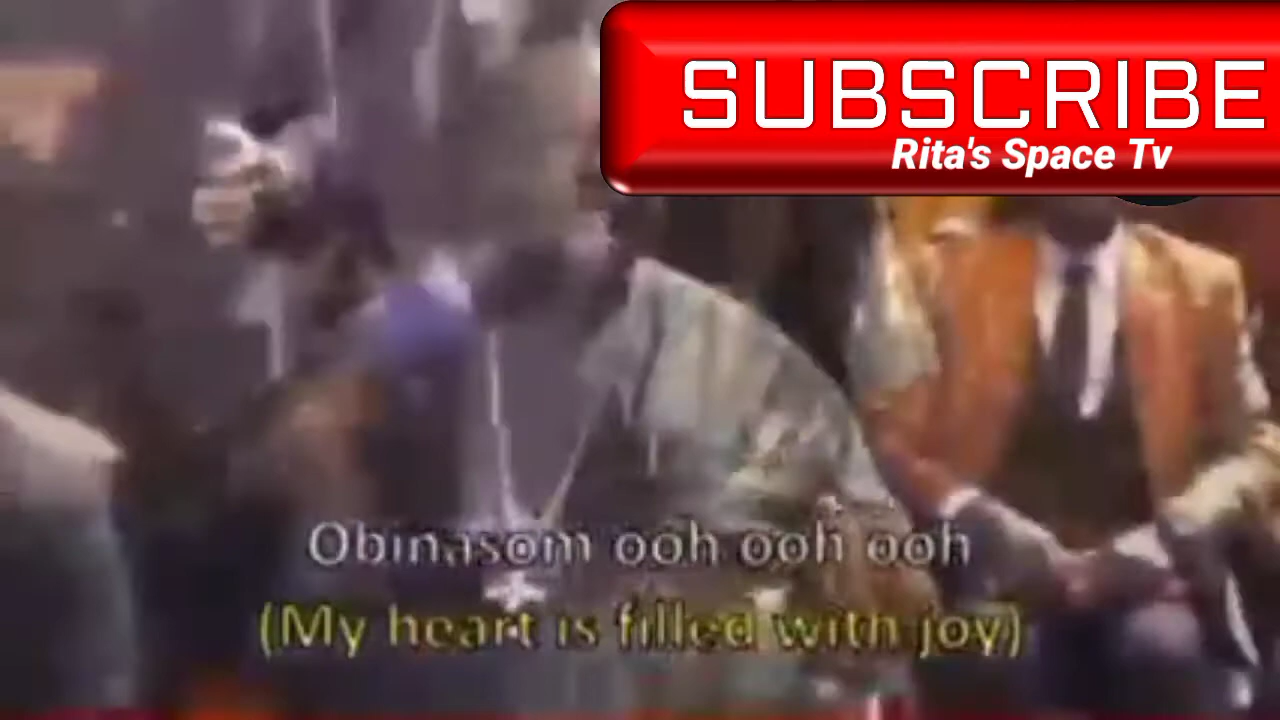 SUBSCRIBE
Rita's Space Tv
Obinasom ooh ooh ooh
(My heart is filled with joy)